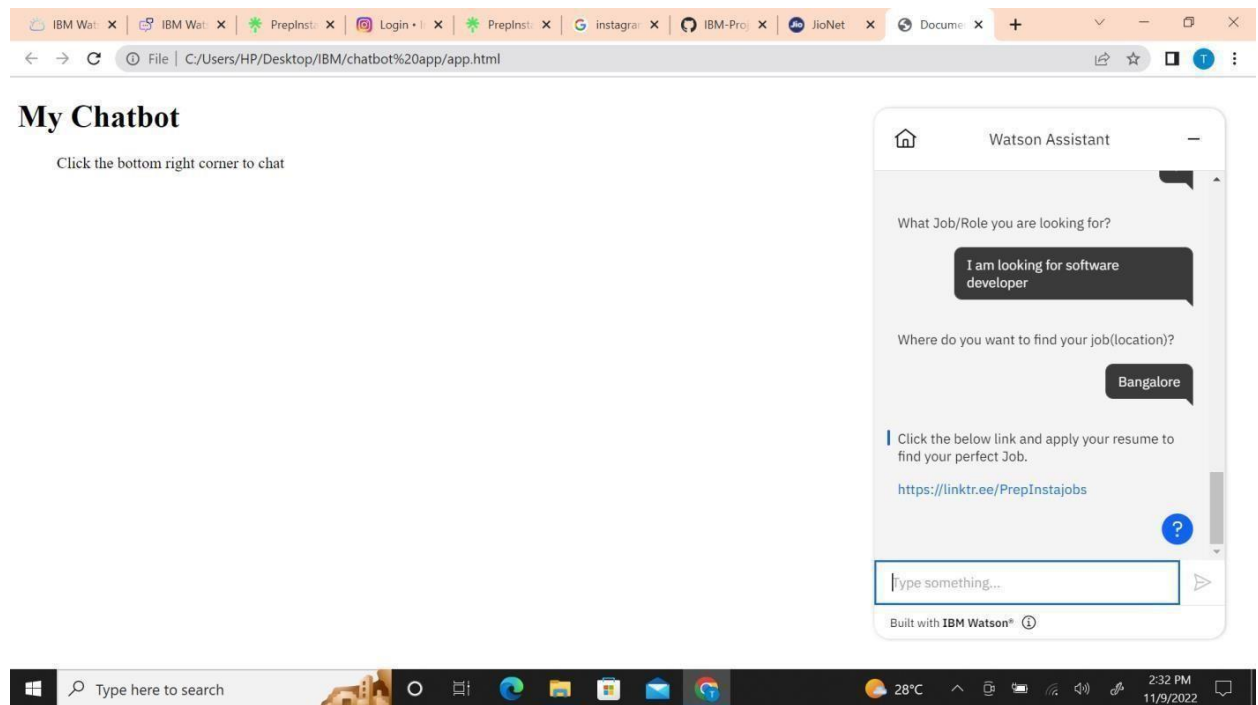 IBM Wat
IBM Wat
PrepInsta
Login • I
PrepInsta
instagra
IBM-Proj
JioNet
Docume
File | C:/Users/HP/Desktop/IBM/chatbot%20app/app.html
T
My Chatbot
Click the bottom right corner to chat
Watson Assistant
What Job/Role you are looking for?
I am looking for software
developer
Where do you want to find your job(location)?
Bangalore
Click the below link and apply your resume to
find your perfect Job.
https://linktr.ee/PrepInstajobs
?
Type something...
Built with IBM Watson®
Type here to search
28°C
2:32 PM
11/9/2022